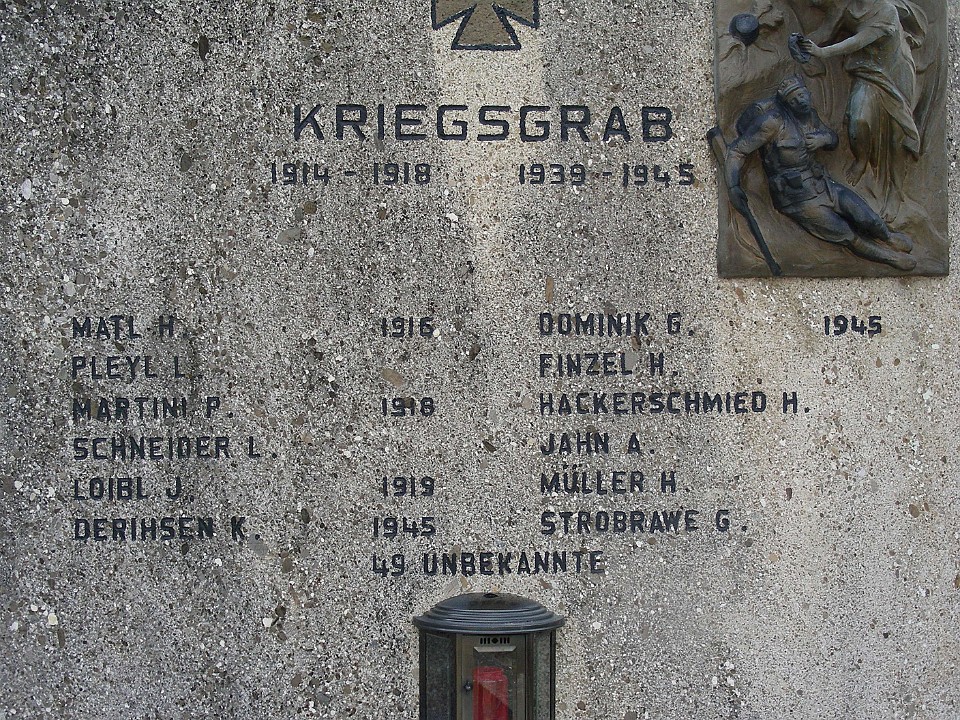 KRIEGSGRAB
1914 - 1918 1939 - 1945
MATL H. 1916
PLEYL L.
MARTINI P. 1918
SCHNEIDER L.
LOIBL J. 1919
DERIHSEN K. 1945
DOMINIK G. 1945
FINZEL H.
HACKERSCHMIED H.
JAHN A.
MÜLLER H.
STROBRAWE G.
49 UNBEKANNTE